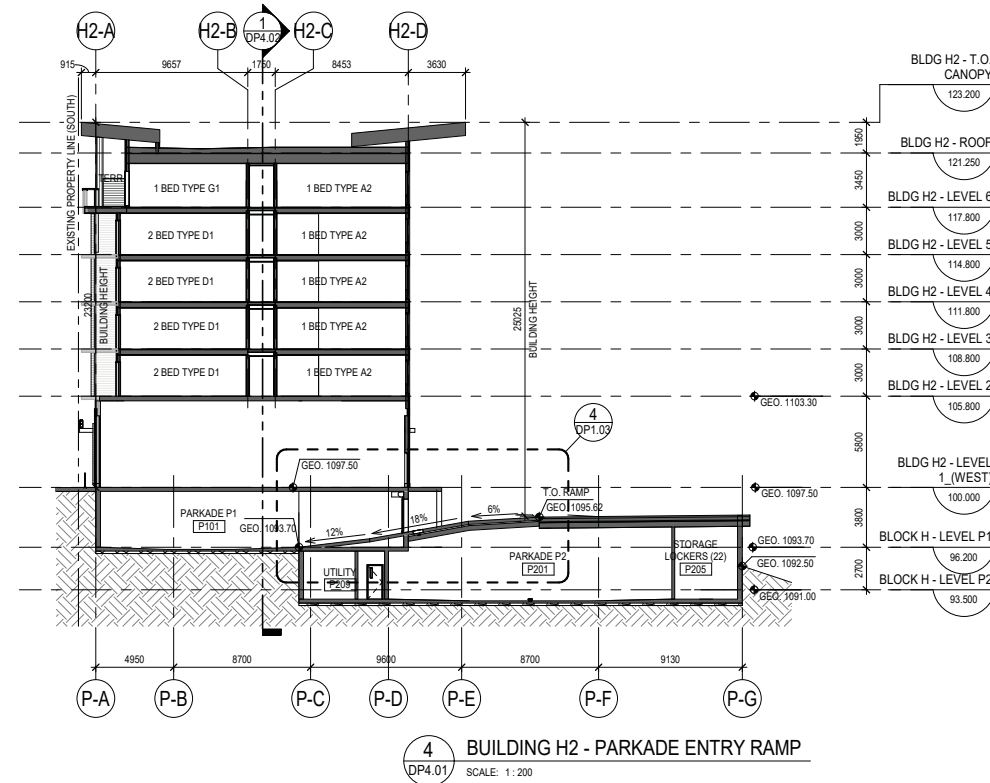 H2-A
H2-B
1
DP4.02
H2-C
H2-D
915
9657
1750
8453
3630
BLDG H2 - T.O.
CANOPY
123.200
1950
BLDG H2 - ROOF
121.250
3450
BLDG H2 - LEVEL 6
117.800
3000
BLDG H2 - LEVEL 5
114.800
3000
BLDG H2 - LEVEL 4
111.800
3000
BLDG H2 - LEVEL 3
108.800
3000
BLDG H2 - LEVEL 2
105.800
5800
BLDG H2 - LEVEL
1_(WEST)
100.000
3800
BLOCK H - LEVEL P1
96.200
2700
BLOCK H - LEVEL P2
93.500
EXISTING PROPERTY LINE (SOUTH)
TERR.
1 BED TYPE G1
1 BED TYPE A2
2 BED TYPE D1
1 BED TYPE A2
2 BED TYPE D1
1 BED TYPE A2
2 BED TYPE D1
1 BED TYPE A2
2 BED TYPE D1
1 BED TYPE A2
23200
BUILDING HEIGHT
25025
BUILDING HEIGHT
GEO. 1103.30
4
DP1.03
GEO. 1097.50
GEO. 1097.50
T.O. RAMP
GEO. 1095.62
PARKADE P1
P101
GEO. 1093.70
12%
18%
6%
GEO. 1093.70
UTILITY
P203
PARKADE P2
P201
STORAGE
LOCKERS (22)
P205
GEO. 1092.50
GEO. 1091.00
4950
8700
9600
8700
9130
P-A
P-B
P-C
P-D
P-E
P-F
P-G
4
DP4.01
BUILDING H2 - PARKADE ENTRY RAMP
SCALE: 1 : 200